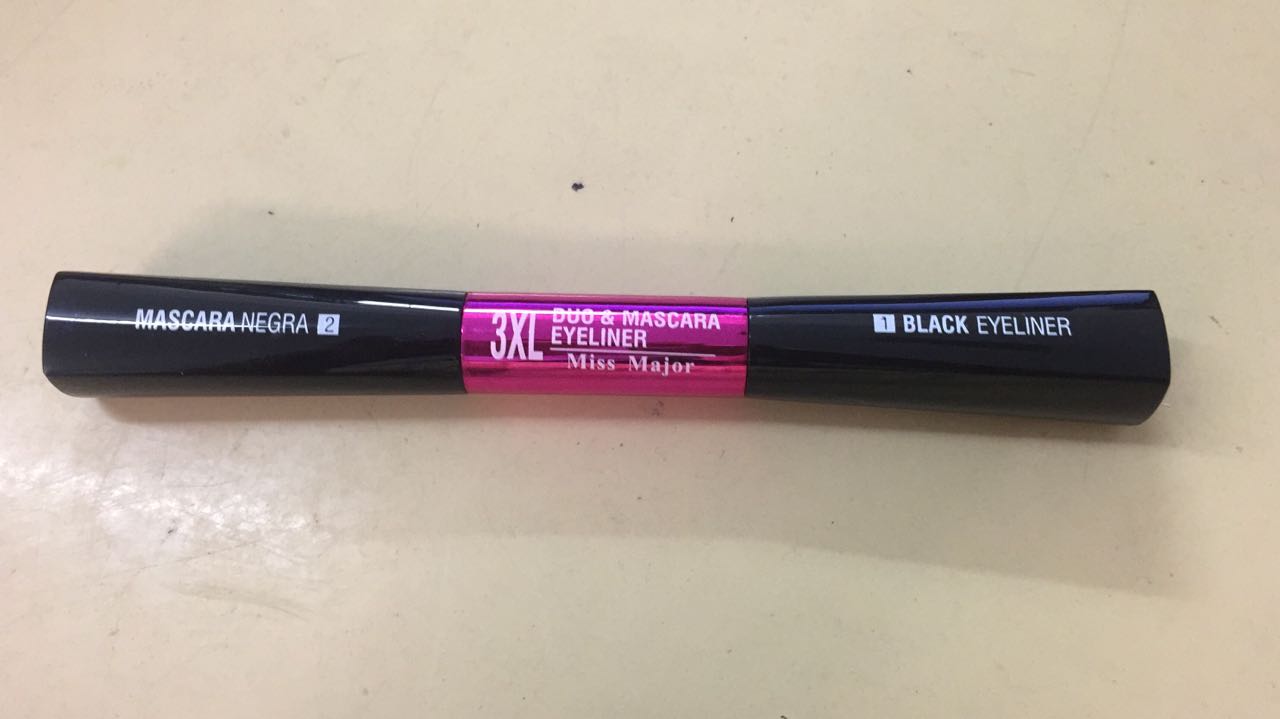 MASCARA NEGRA 2
3XL DUO & MASCARA
EYELINER
Miss Major
1 BLACK EYELINER